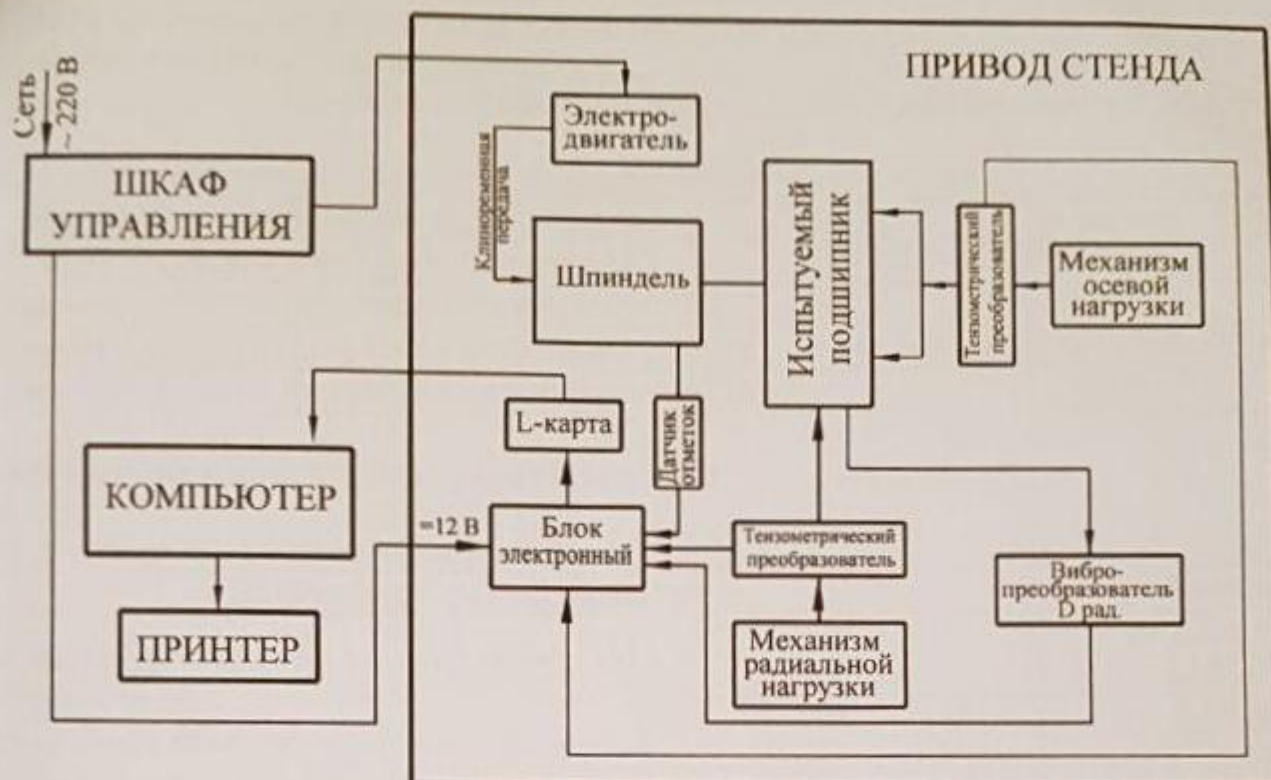 ПРИВОД СТЕНДА
Сеть
~ 220 В
Электро-
двигатель
ШКАФ
УПРАВЛЕНИЯ
Клиноременная
передача
Шпиндель
Испытуемый
подшипник
Тензометрический
преобразователь
Механизм
осевой
нагрузки
L-карта
Датчик
отметок
КОМПЬЮТЕР
=12 В
Блок
электронный
Тензометрический
преобразователь
Вибро-
преобразователь
D рад.
ПРИНТЕР
Механизм
радиальной
нагрузки